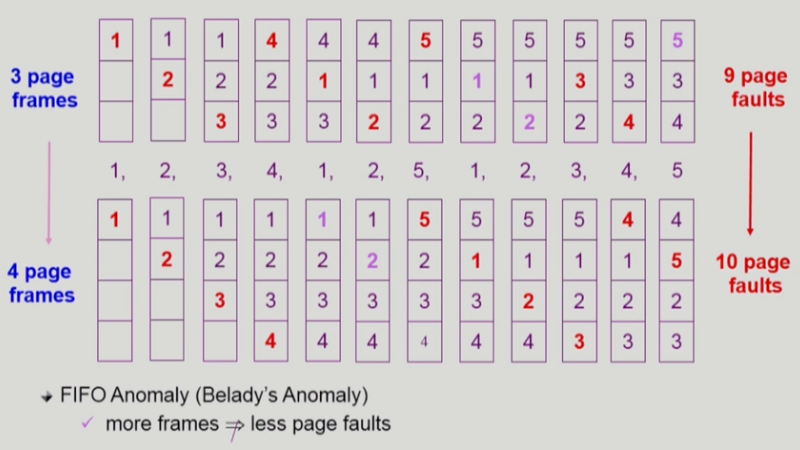 1 1 1 4 4 4 5 5 5 5 5 5
3 page frames
2 2 2 1 1 1 1 1 3 3 3
9 page faults
3 3 3 2 2 2 2 2 4 4
1, 2, 3, 4, 1, 2, 5, 1, 2, 3, 4, 5
1 1 1 1 1 1 5 5 5 5 4 4
2 2 2 2 2 2 1 1 1 1 5
4 page frames
10 page faults
3 3 3 3 3 3 2 2 2 2
4 4 4 4 4 4 3 3 3
FIFO Anomaly (Belady's Anomaly)
✓ more frames ⇏ less page faults